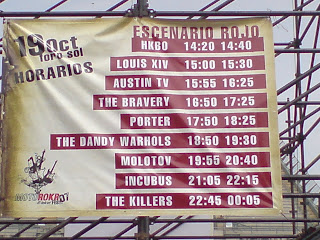 19 oct
foro sol
HORARIOS
ESCENARIO ROJO
HKBO 14:20 14:40
LOUIS XIV 15:00 15:30
AUSTIN TV 15:55 16:25
THE BRAVERY 16:50 17:25
PORTER 17:50 18:25
THE DANDY WARHOLS 18:50 19:30
MOLOTOV 19:55 20:40
INCUBUS 21:05 22:15
THE KILLERS 22:45 00:05
MOTOROKR